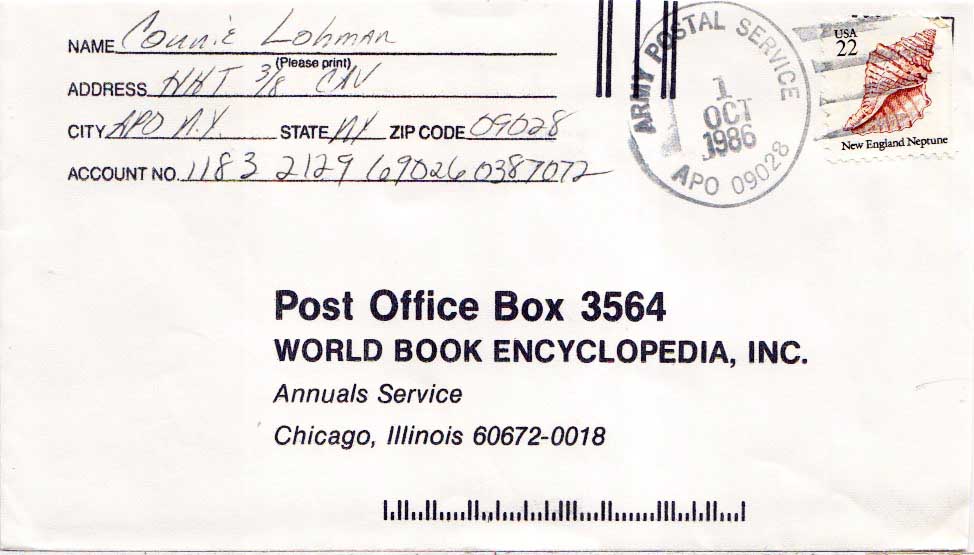 NAME Connie Lohman
(Please print)
ADDRESS HHT 3/8 CAV
CITY APO N.Y. STATE NY ZIP CODE 09028
ACCOUNT NO. 1183 2129 69026 0387072
ARMY POSTAL SERVICE
1
OCT
1986
APO 09028
USA
22
New England Neptune
Post Office Box 3564
WORLD BOOK ENCYCLOPEDIA, INC.
Annuals Service
Chicago, Illinois 60672-0018